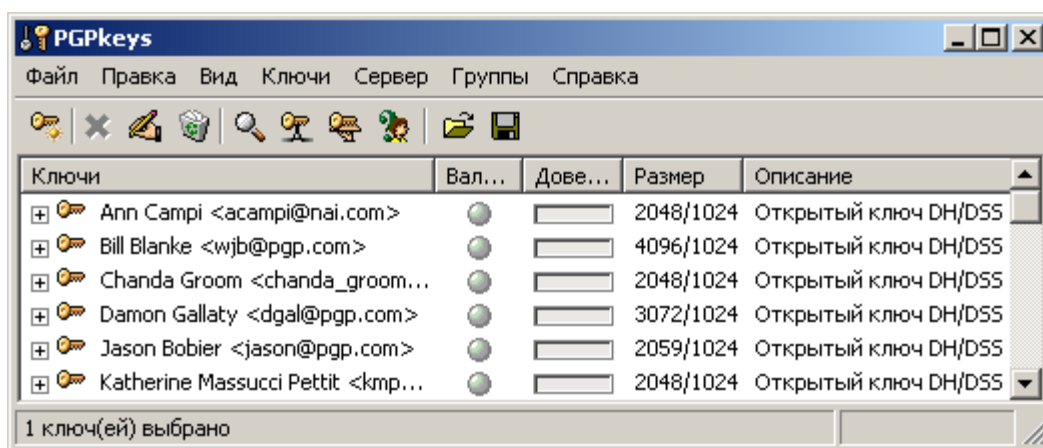 PGPkeys
Файл Правка Вид Ключи Сервер Группы Справка
Ключи Вал... Дове... Размер Описание
Ann Campi <acampi@nai.com> 2048/1024 Открытый ключ DH/DSS
Bill Blanke <wjb@pgp.com> 4096/1024 Открытый ключ DH/DSS
Chanda Groom <chanda_groom... 2048/1024 Открытый ключ DH/DSS
Damon Gallaty <dgal@pgp.com> 3072/1024 Открытый ключ DH/DSS
Jason Bobier <jason@pgp.com> 2059/1024 Открытый ключ DH/DSS
Katherine Massucci Pettit <kmp... 2048/1024 Открытый ключ DH/DSS
1 ключ(ей) выбрано